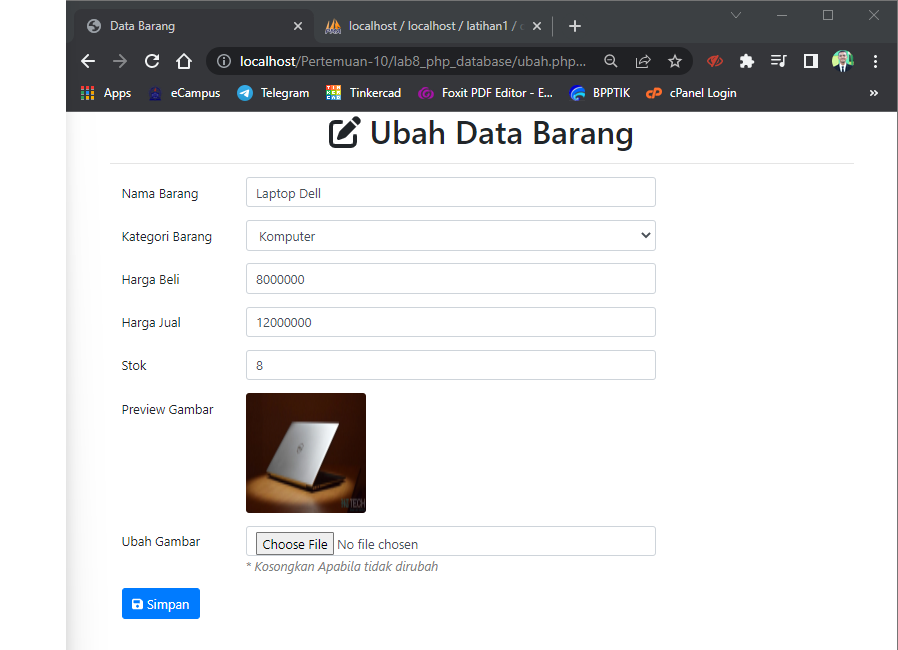 Data Barang
localhost / localhost / latihan1 /
localhost/Pertemuan-10/lab8_php_database/ubah.php...
Apps eCampus Telegram Tinkercad Foxit PDF Editor - E... BPPTIK cPanel Login »
Ubah Data Barang
Nama Barang Laptop Dell
Kategori Barang Komputer
Harga Beli 8000000
Harga Jual 12000000
Stok 8
Preview Gambar
Ubah Gambar Choose File No file chosen
* Kosongkan Apabila tidak dirubah
Simpan